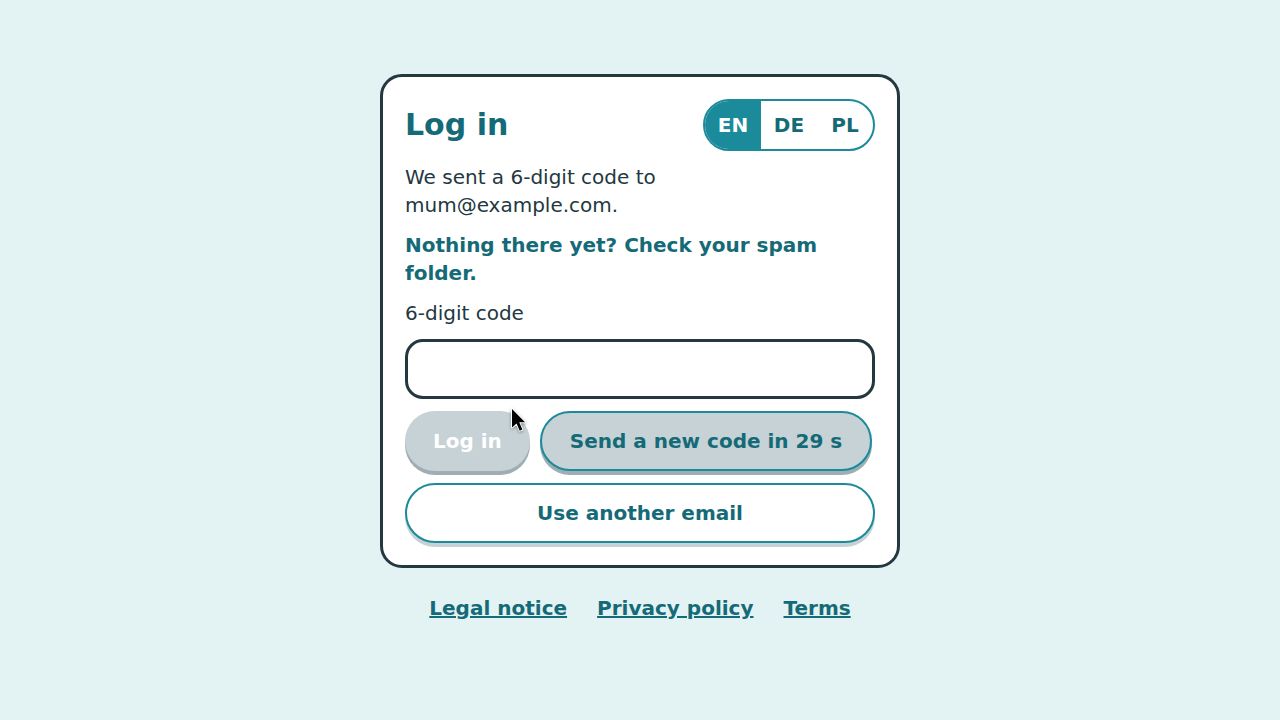 Log in
EN DE PL
We sent a 6-digit code to
mum@example.com.
Nothing there yet? Check your spam
folder.
6-digit code
Log in
Send a new code in 29 s
Use another email
Legal notice Privacy policy Terms